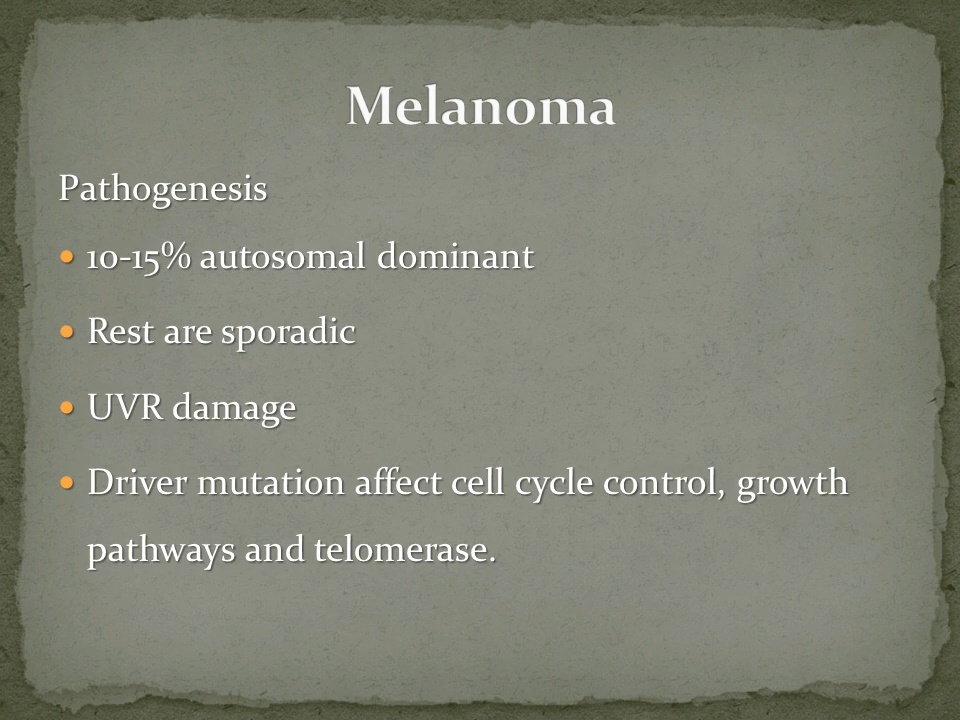 Melanoma
Pathogenesis
• 10-15% autosomal dominant
• Rest are sporadic
• UVR damage
• Driver mutation affect cell cycle control, growth
pathways and telomerase.